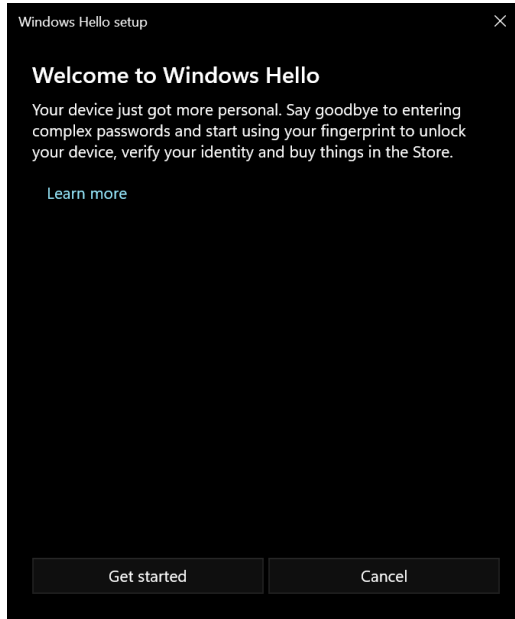 Windows Hello setup
Welcome to Windows Hello
Your device just got more personal. Say goodbye to entering
complex passwords and start using your fingerprint to unlock
your device, verify your identity and buy things in the Store.
Learn more
Get started
Cancel